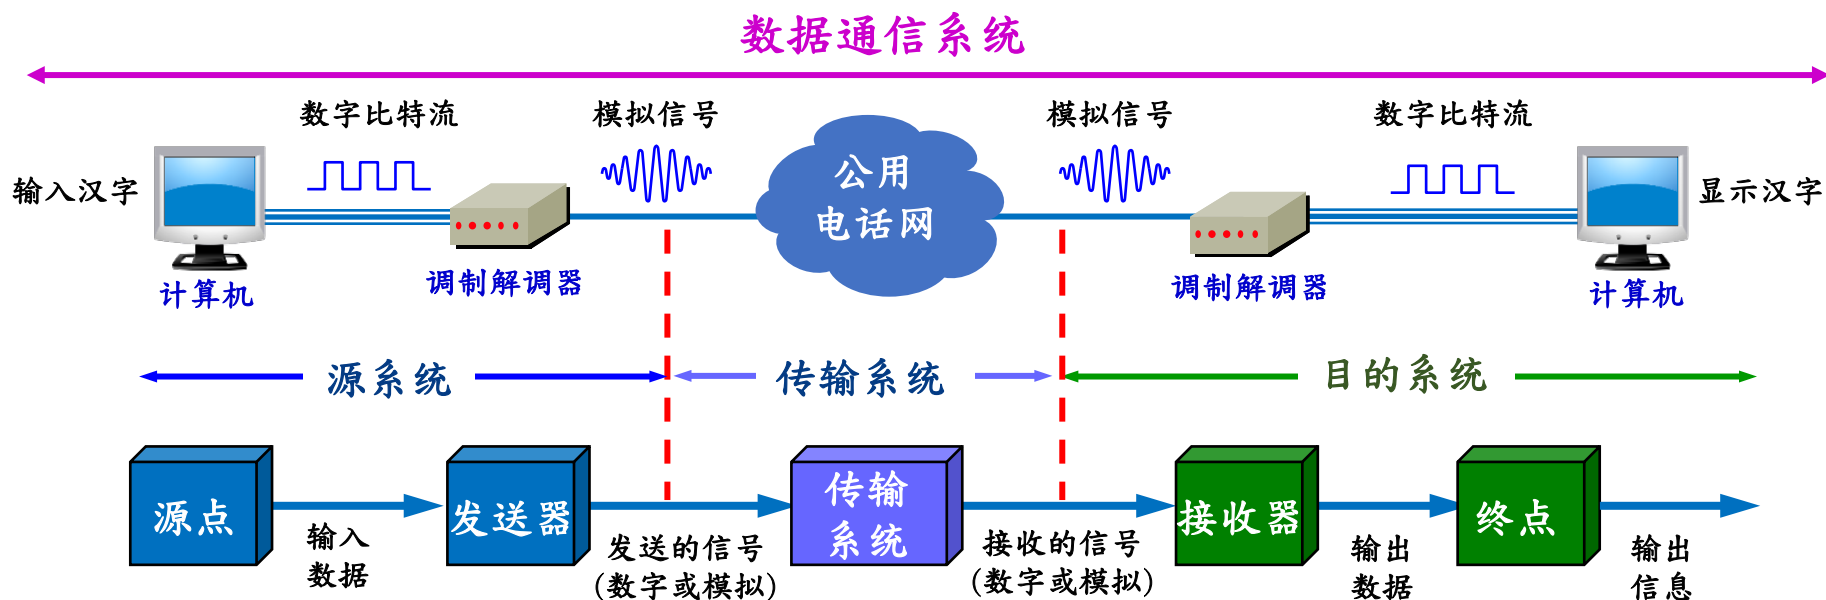 数据通信系统
数字比特流
模拟信号
模拟信号
数字比特流
输入汉字
公用
电话网
显示汉字
计算机
调制解调器
调制解调器
计算机
源系统
传输系统
目的系统
源点
输入
数据
发送器
发送的信号
(数字或模拟)
传输
系统
接收的信号
(数字或模拟)
接收器
输出
数据
终点
输出
信息